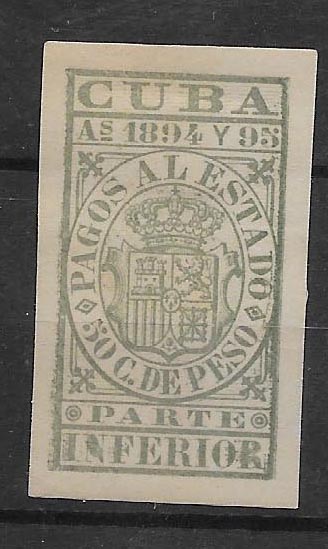 CUBA
As 1894 Y 95
PAGOS AL ESTADO
50 C. DE PESO
PARTE
INFERIOR